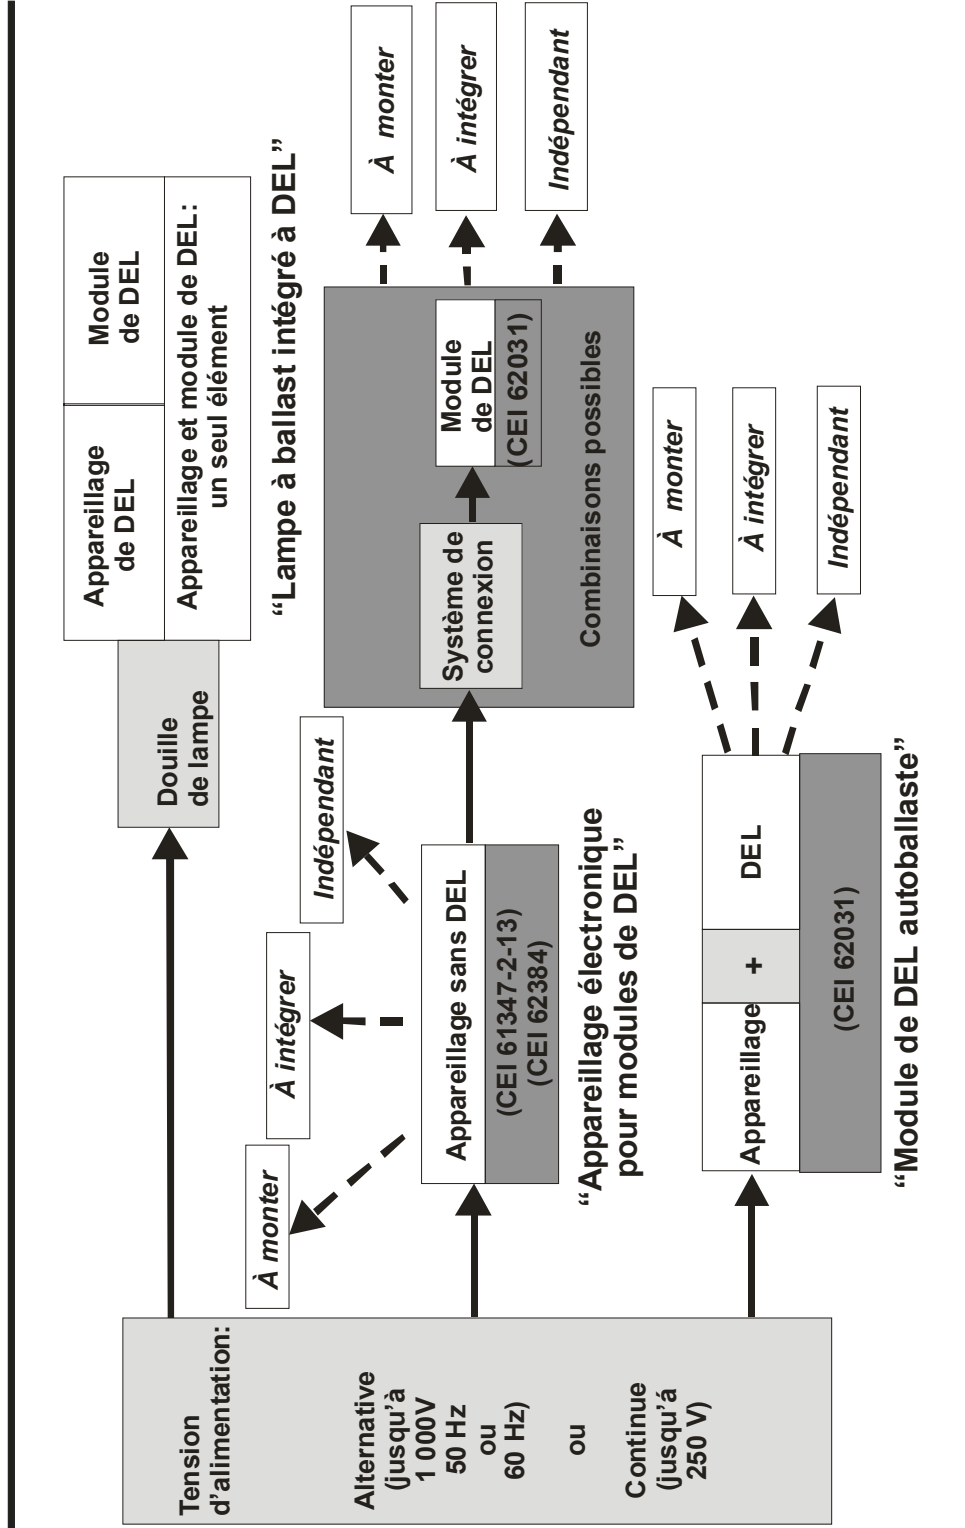 Tension
d'alimentation:
Alternative
(jusqu'à
1 000V
50 Hz
ou
60 Hz)
ou
Continue
(jusqu'á
250 V)
Douille
de lampe
Appareillage
de DEL
Module
de DEL
Appareillage et module de DEL:
un seul élément
“Lampe à ballast intégré à DEL”
À monter
À intégrer
Indépendant
Appareillage sans DEL
(CEI 61347-2-13)
(CEI 62384)
“Appareillage électronique
pour modules de DEL”
Système de
connexion
Module
de DEL
(CEI 62031)
Combinaisons possibles
À monter
À intégrer
Indépendant
Appareillage
+
DEL
(CEI 62031)
“Module de DEL autoballaste”
À monter
À intégrer
Indépendant